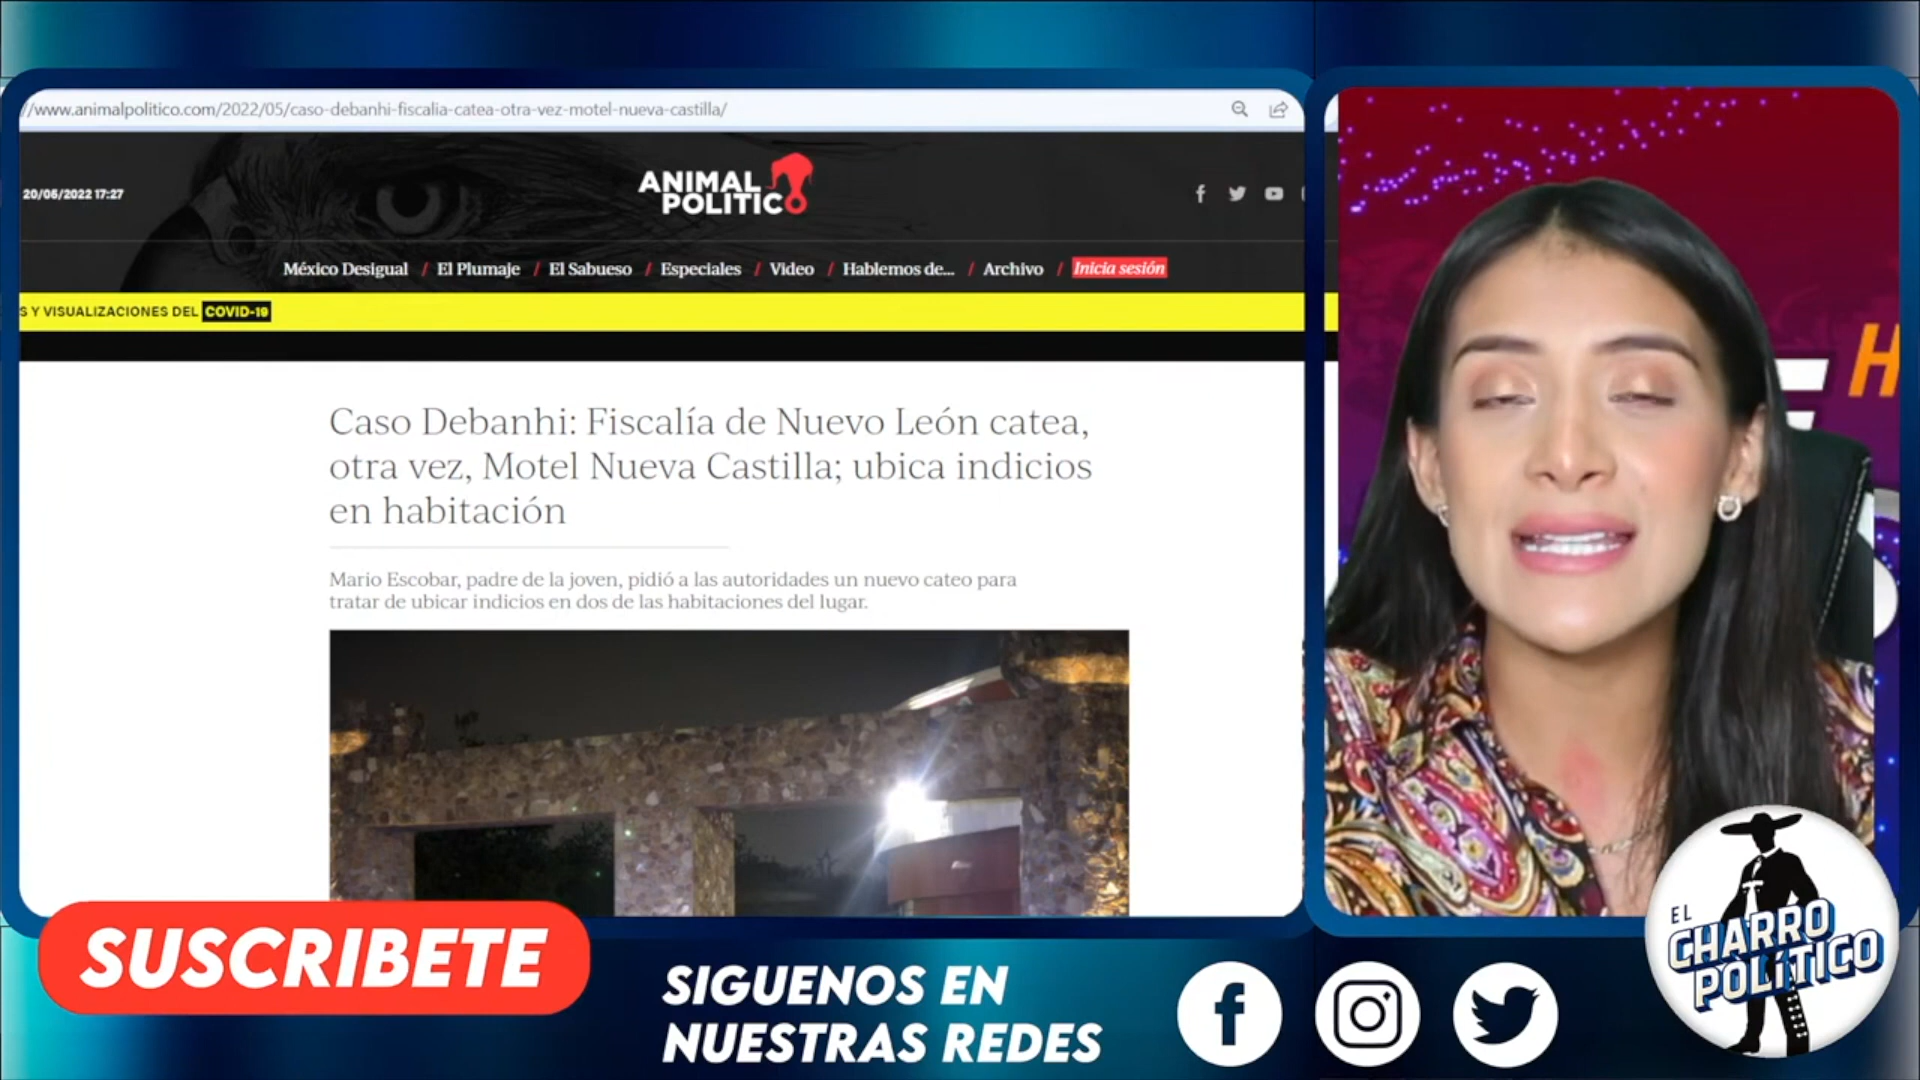 //www.animalpolitico.com/2022/05/caso-debanhi-fiscalia-catea-otra-vez-motel-nueva-castilla/
20/05/2022 17:27
ANIMAL
POLITICO
México Desigual / El Plumaje / El Sabueso / Especiales / Video / Hablemos de... / Archivo / Inicia sesión
S Y VISUALIZACIONES DEL COVID-19
Caso Debanhi: Fiscalía de Nuevo León catea,
otra vez, Motel Nueva Castilla; ubica indicios
en habitación
Mario Escobar, padre de la joven, pidió a las autoridades un nuevo cateo para
tratar de ubicar indicios en dos de las habitaciones del lugar.
H
E
SUSCRIBETE
SIGUENOS EN
NUESTRAS REDES
EL
CHARRO
POLÍTICO